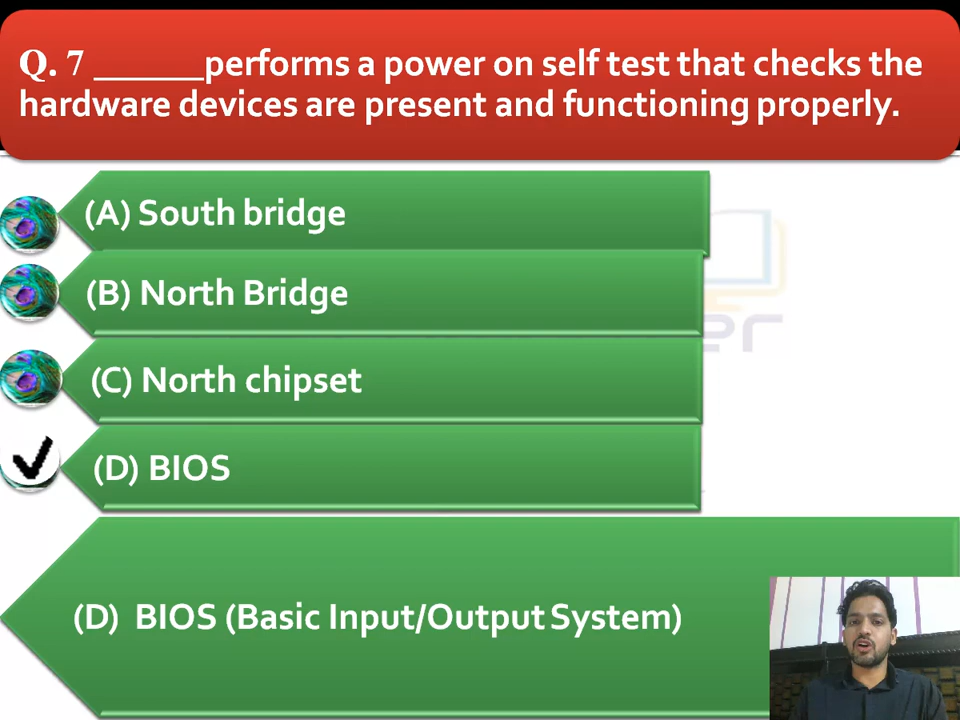 Q. 7 ______performs a power on self test that checks the
hardware devices are present and functioning properly.
(A) South bridge
(B) North Bridge
(C) North chipset
(D) BIOS
(D) BIOS (Basic Input/Output System)